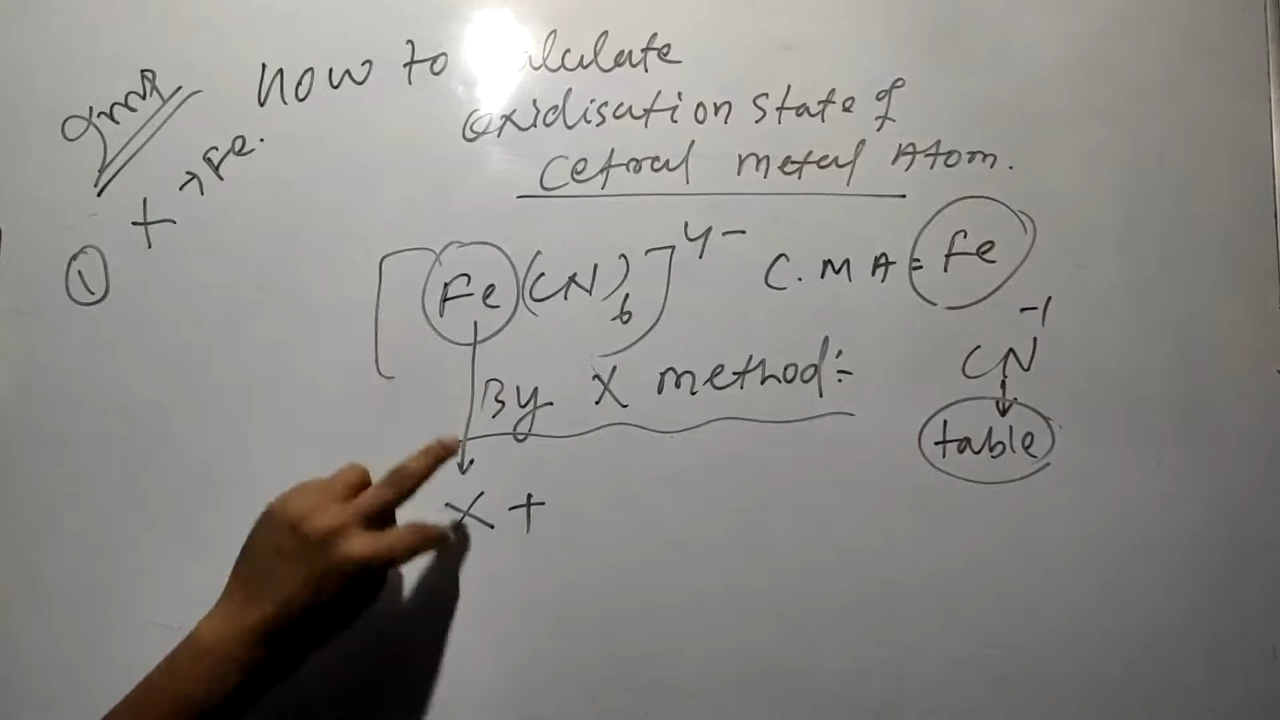 How to alculate
oxidisation state of
Cetral metal Atom.
① + → Fe.
[Fe(CN)6]4- C.M A = Fe
CN-1
By X method:-
table
X +